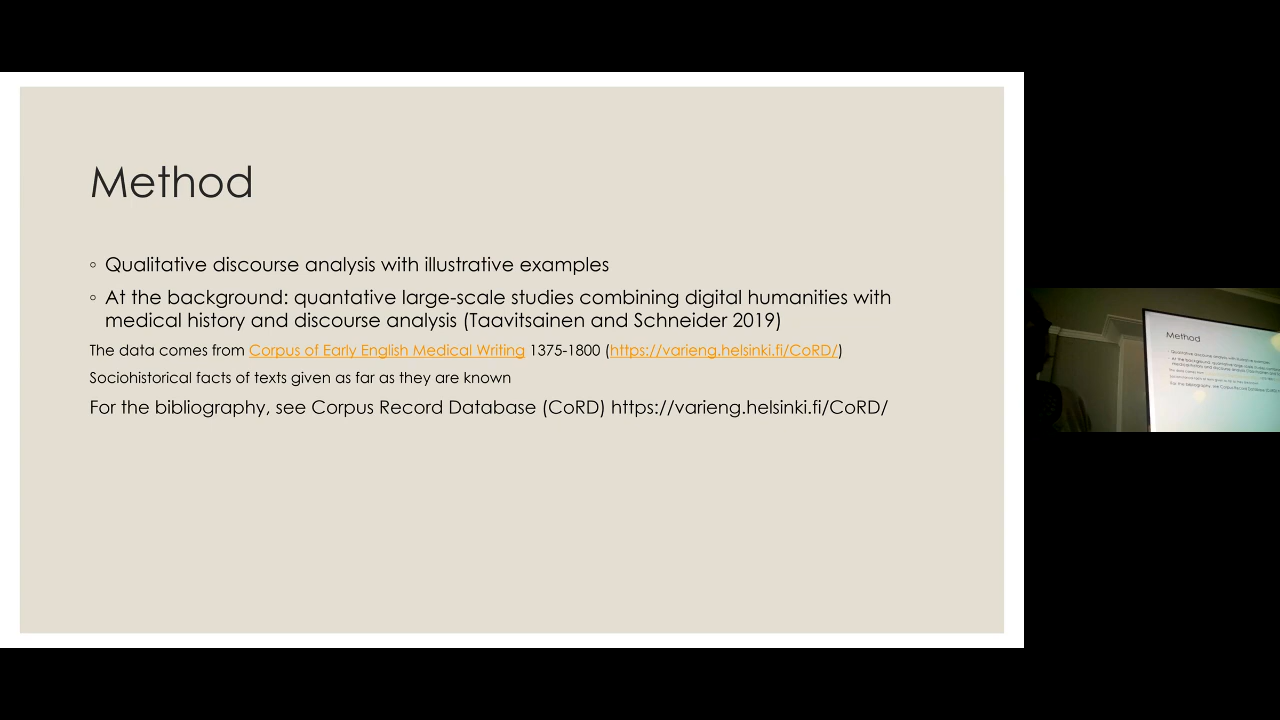 Method
◦ Qualitative discourse analysis with illustrative examples
◦ At the background: quantative large-scale studies combining digital humanities with
medical history and discourse analysis (Taavitsainen and Schneider 2019)
The data comes from Corpus of Early English Medical Writing 1375-1800 (https://varieng.helsinki.fi/CoRD/)
Sociohistorical facts of texts given as far as they are known
For the bibliography, see Corpus Record Database (CoRD) https://varieng.helsinki.fi/CoRD/
Method